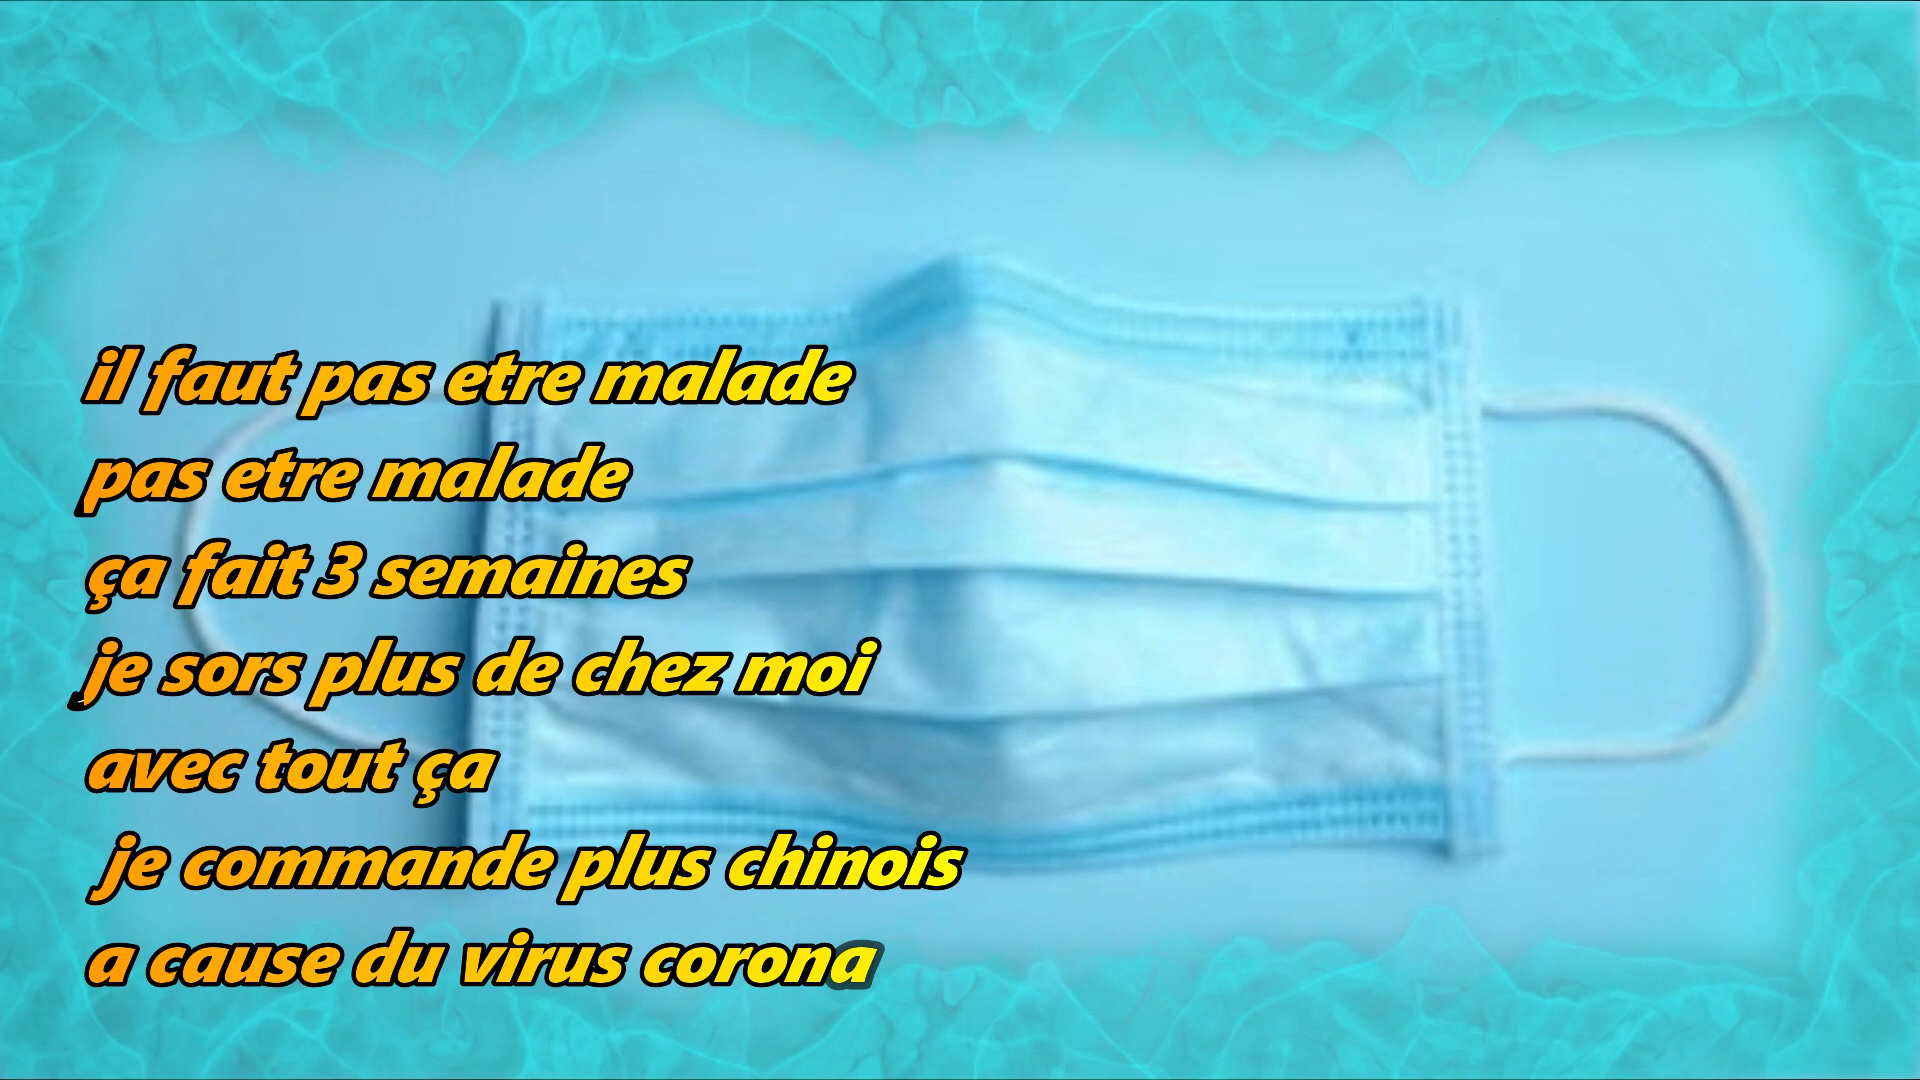 il faut pas etre malade
pas etre malade
ça fait 3 semaines
je sors plus de chez moi
avec tout ça
je commande plus chinois
a cause du virus corona